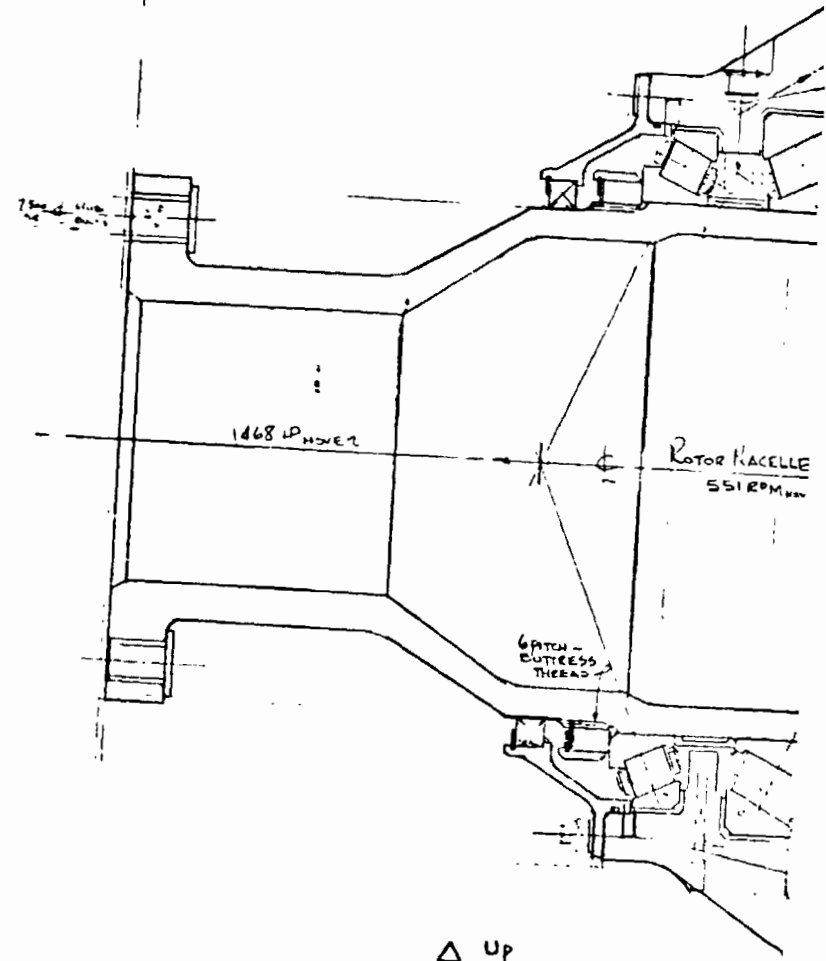 1468 HP HOVER
ROTOR NACELLE
551 RPM
6 PITCH -
BUTTRESS
THREAD
△ UP